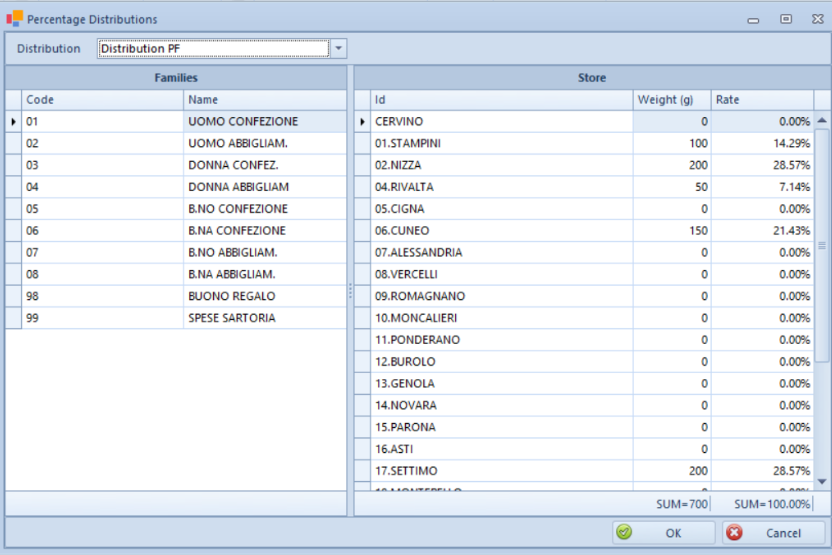 Percentage Distributions
Distribution Distribution PF
Families
Code Name
01 UOMO CONFEZIONE
02 UOMO ABBIGLIAM.
03 DONNA CONFEZ.
04 DONNA ABBIGLIAM
05 B.NO CONFEZIONE
06 B.NA CONFEZIONE
07 B.NO ABBIGLIAM.
08 B.NA ABBIGLIAM.
98 BUONO REGALO
99 SPESE SARTORIA
Store
Id Weight (g) Rate
CERVINO 0 0.00%
01.STAMPINI 100 14.29%
02.NIZZA 200 28.57%
04.RIVALTA 50 7.14%
05.CIGNA 0 0.00%
06.CUNEO 150 21.43%
07.ALESSANDRIA 0 0.00%
08.VERCELLI 0 0.00%
09.ROMAGNANO 0 0.00%
10.MONCALIERI 0 0.00%
11.PONDERANO 0 0.00%
12.BUROLO 0 0.00%
13.GENOLA 0 0.00%
14.NOVARA 0 0.00%
15.PARONA 0 0.00%
16.ASTI 0 0.00%
17.SETTIMO 200 28.57%
SUM=700 SUM=100.00%
OK Cancel